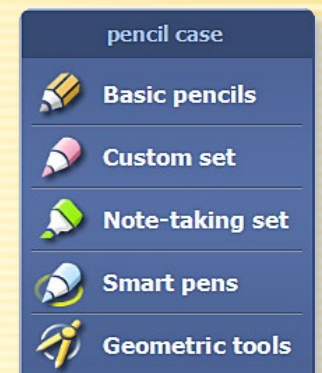 pencil case
Basic pencils
Custom set
Note-taking set
Smart pens
Geometric tools